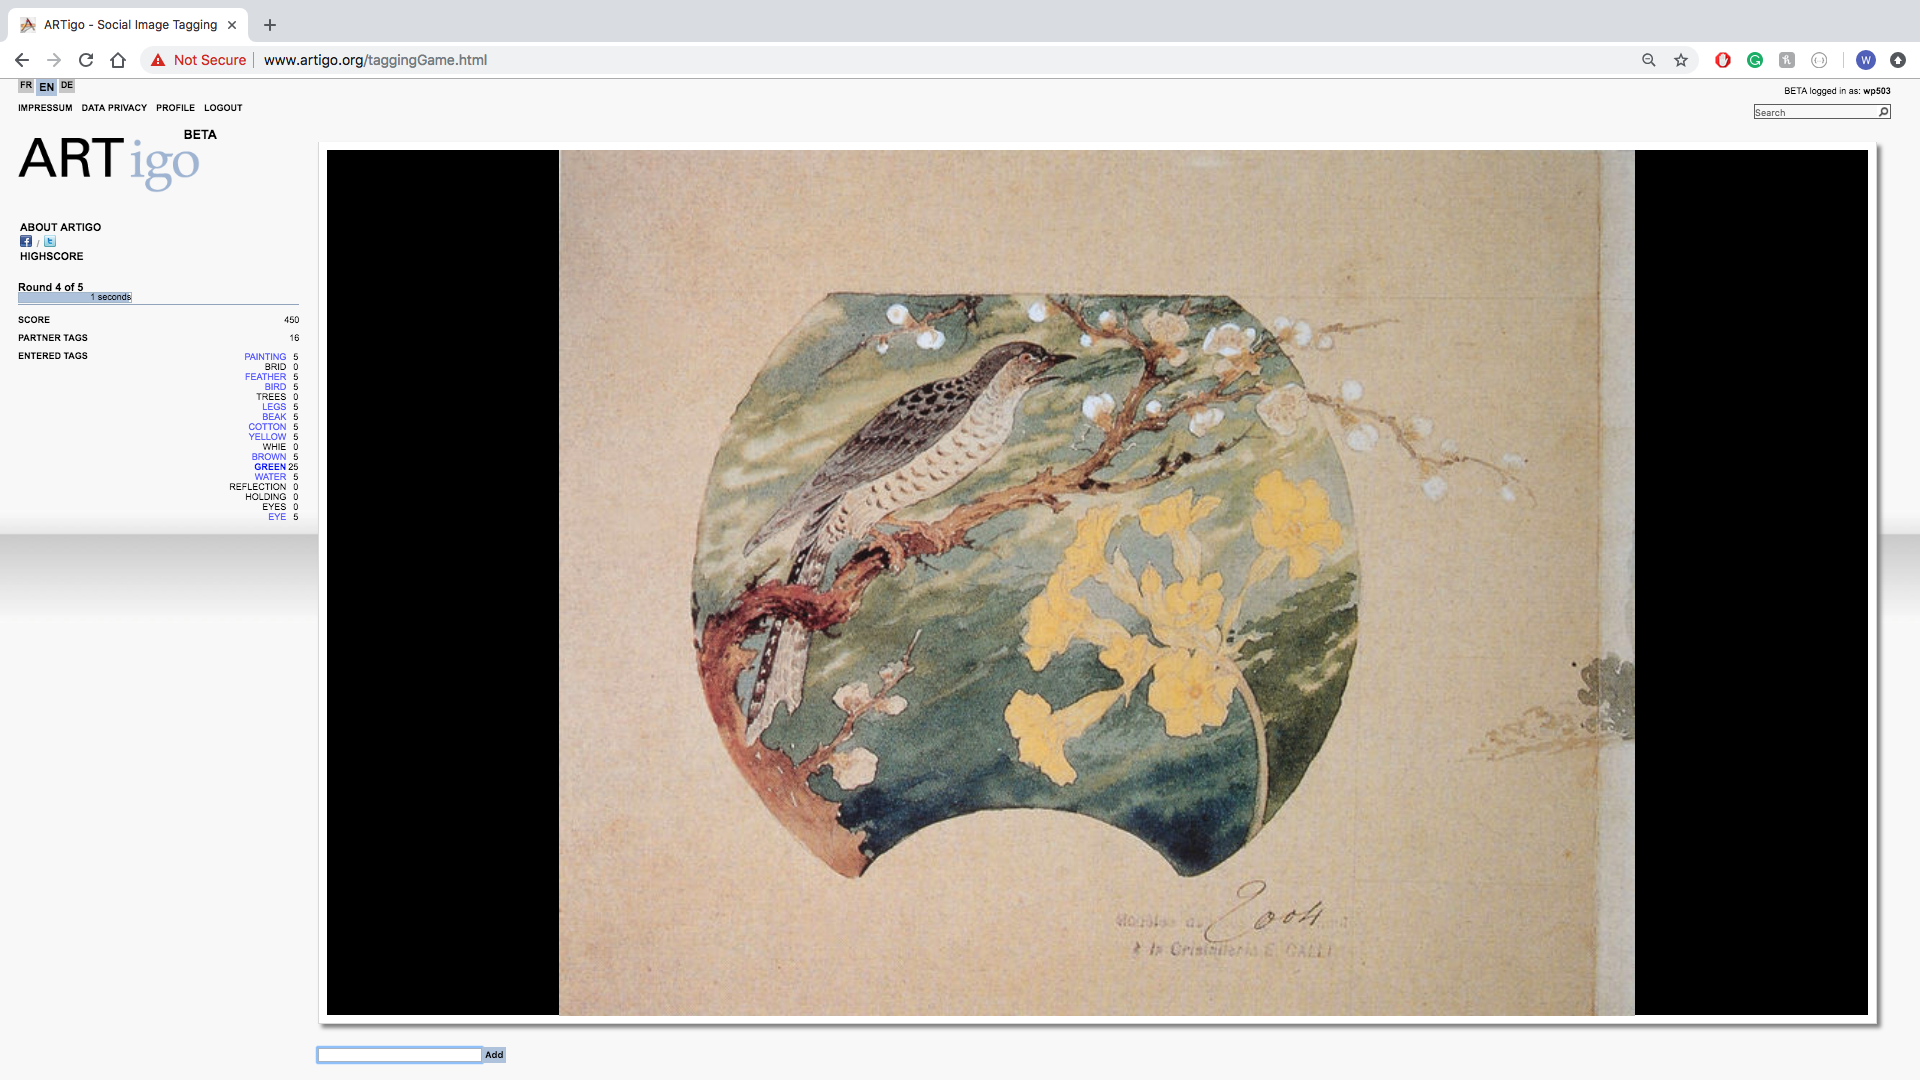 ARTigo - Social Image Tagging
Not Secure
www.artigo.org/taggingGame.html
W
FR EN DE
BETA logged in as: wp503
IMPRESSUM DATA PRIVACY PROFILE LOGOUT
Search
BETA
ARTigo
ABOUT ARTIGO
/
HIGHSCORE
Round 4 of 5
1 seconds
SCORE 450
PARTNER TAGS 16
ENTERED TAGS
PAINTING 5
BRID 0
FEATHER 5
BIRD 5
TREES 0
LEGS 5
BEAK 5
COTTON 5
YELLOW 5
WHIE 0
BROWN 5
GREEN 25
WATER 5
REFLECTION 0
HOLDING 0
EYES 0
EYE 5
2004
la Cristallerie E.
Add